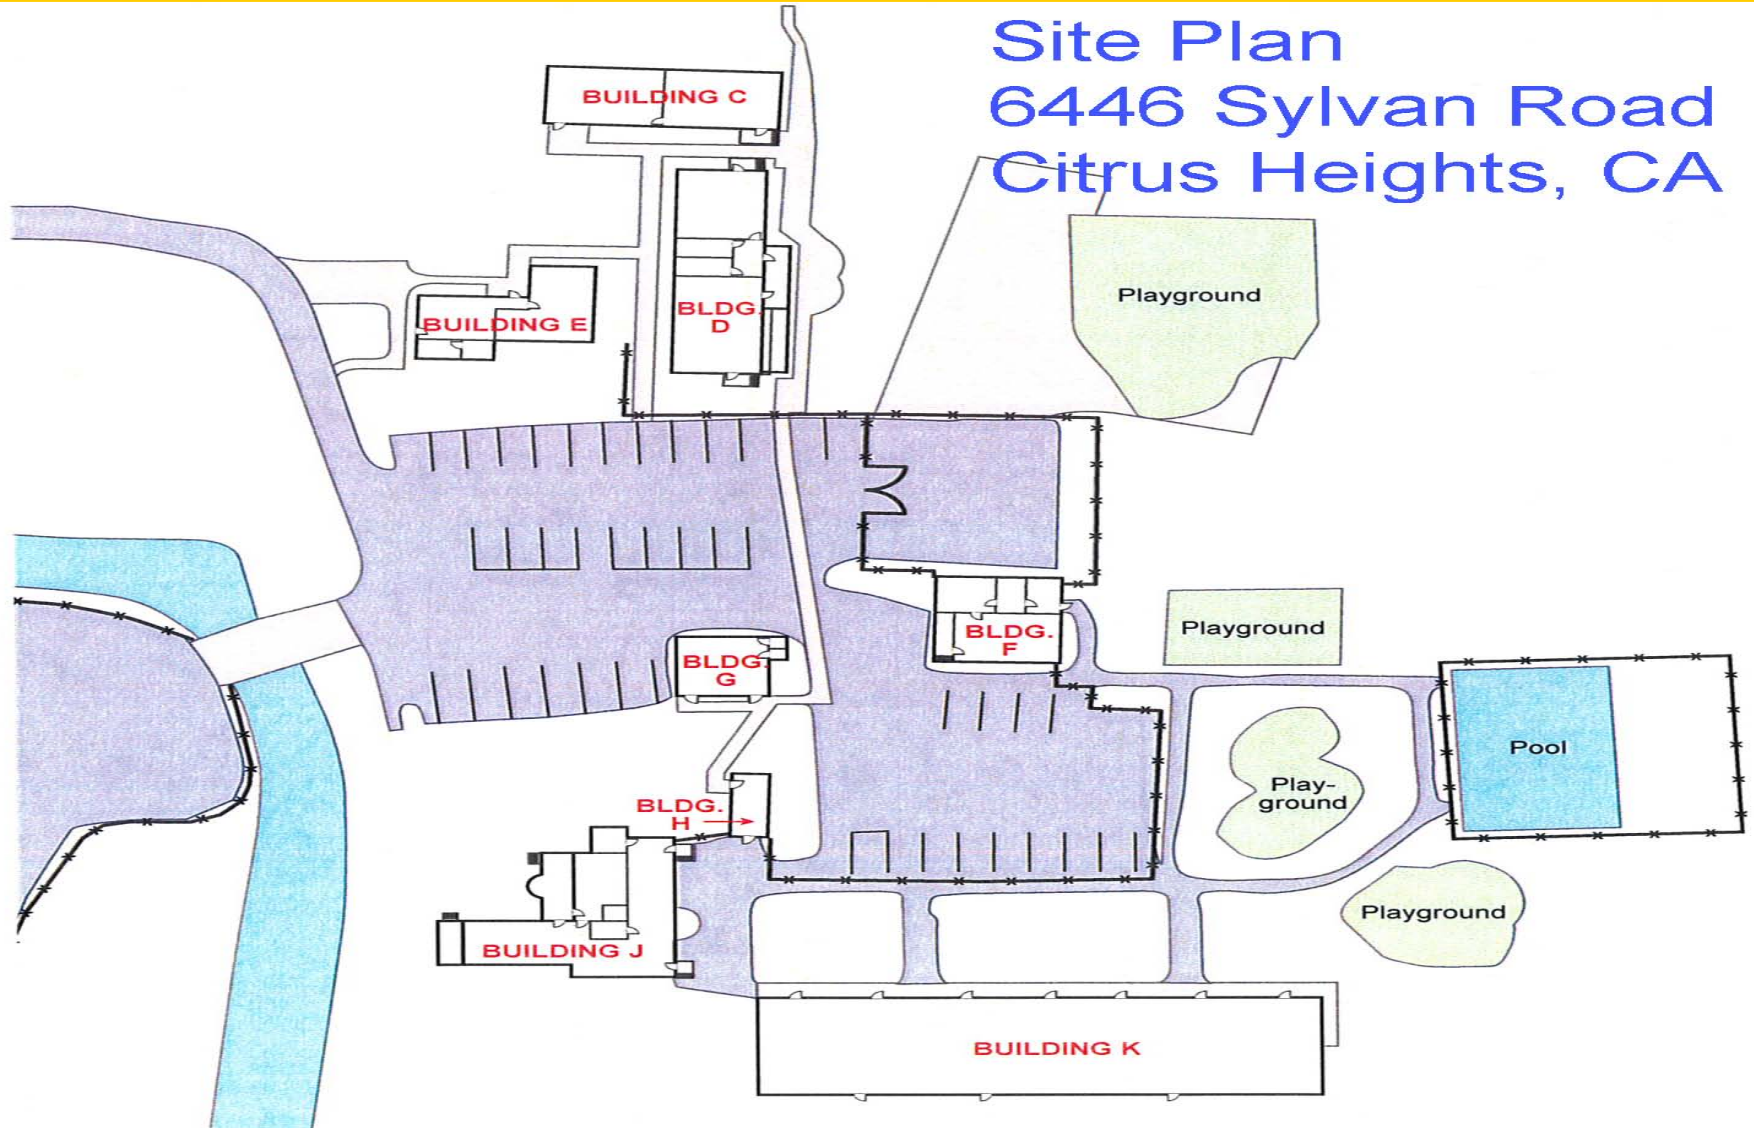 Site Plan
6446 Sylvan Road
Citrus Heights, CA
BUILDING C
BLDG.
D
BUILDING E
Playground
BLDG.
F
Playground
BLDG.
G
Pool
Play-
ground
BLDG.
H
Playground
BUILDING J
BUILDING K